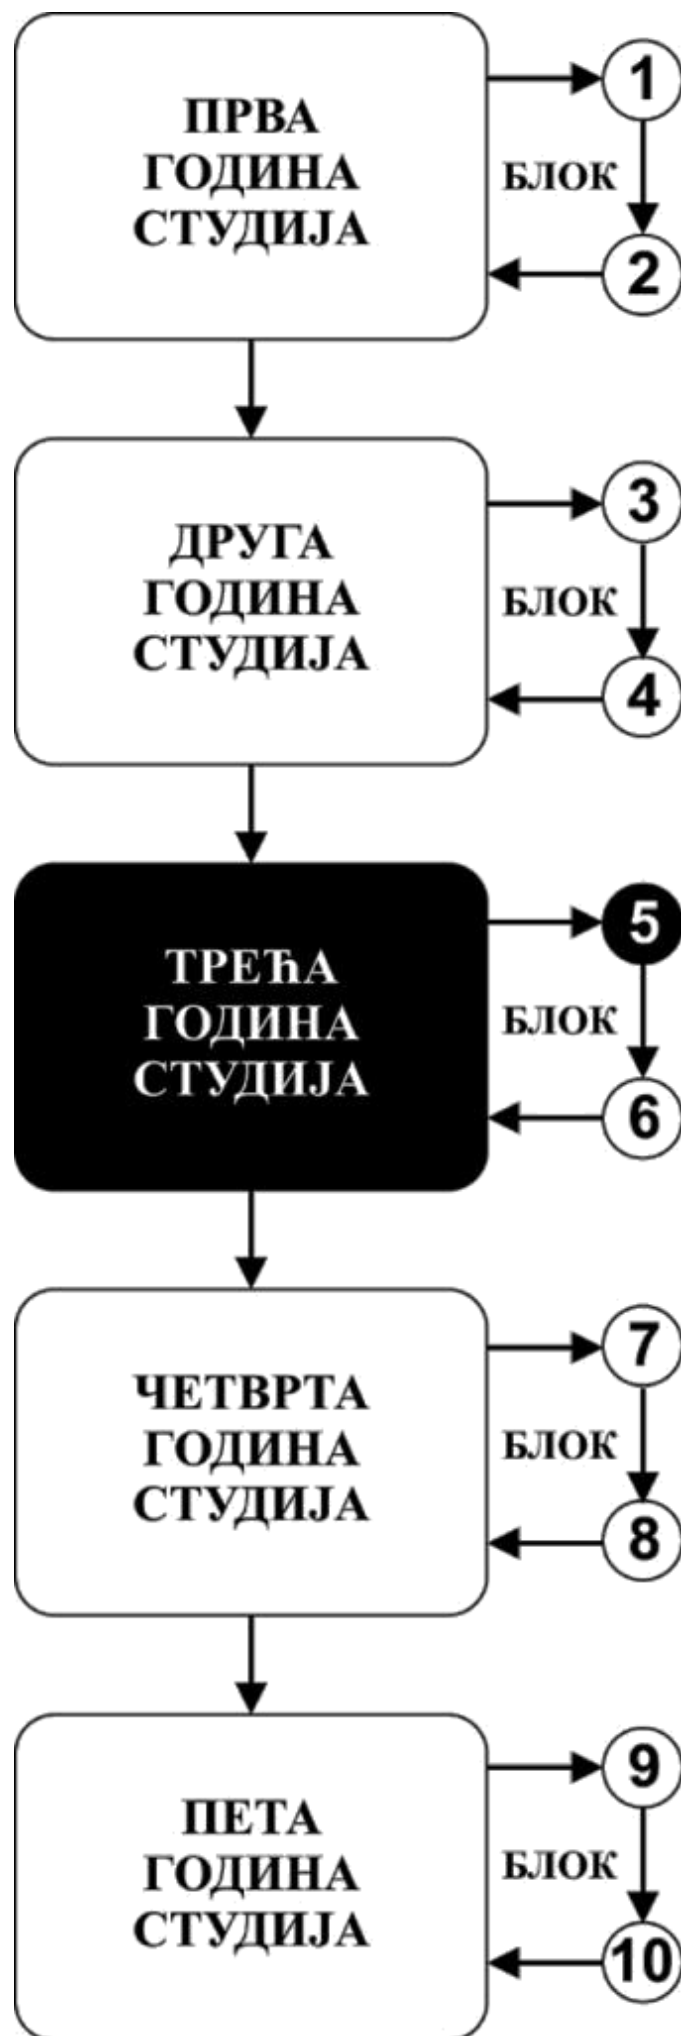 ПРВА
ГОДИНА
СТУДИЈА
1
БЛОК
2
ДРУГА
ГОДИНА
СТУДИЈА
3
БЛОК
4
ТРЕЋА
ГОДИНА
СТУДИЈА
5
БЛОК
6
ЧЕТВРТА
ГОДИНА
СТУДИЈА
7
БЛОК
8
ПЕТА
ГОДИНА
СТУДИЈА
9
БЛОК
10